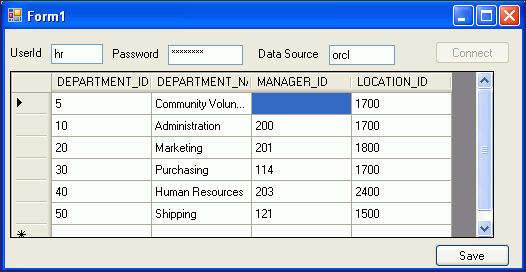 Form1
UserId hr Password ******** Data Source orcl Connect
DEPARTMENT_ID DEPARTMENT_NA MANAGER_ID LOCATION_ID
5 Community Volun... 1700
10 Administration 200 1700
20 Marketing 201 1800
30 Purchasing 114 1700
40 Human Resources 203 2400
50 Shipping 121 1500
*
Save